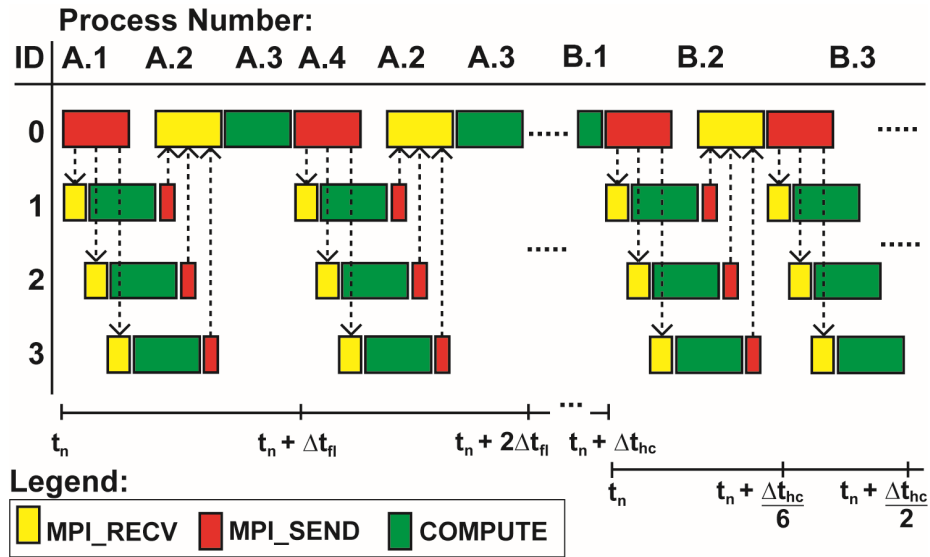 Process Number:
ID A.1 A.2 A.3 A.4 A.2 A.3 B.1 B.2 B.3
0
1
2
3
tn tn + Δtfl tn + 2Δtfl tn + Δthc
tn tn + Δthc/6 tn + Δthc/2
Legend:
MPI_RECV MPI_SEND COMPUTE